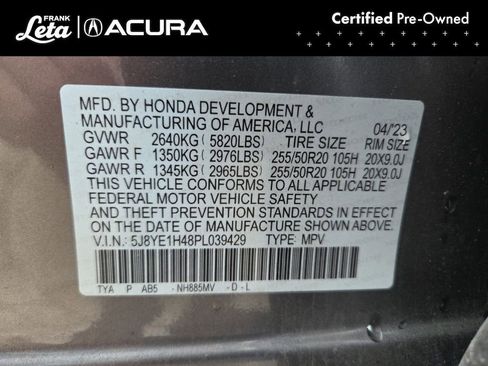 FRANK
Leta
ACURA
Certified Pre-Owned
MFD. BY HONDA DEVELOPMENT &
MANUFACTURING OF AMERICA, LLC 04/'23
GVWR 2640KG (5820LBS) TIRE SIZE RIM SIZE
GAWR F 1350KG (2976LBS) 255/50R20 105H 20X9.0J
GAWR R 1345KG (2965LBS) 255/50R20 105H 20X9.0J
THIS VEHICLE CONFORMS TO ALL APPLICABLE
FEDERAL MOTOR VEHICLE SAFETY
AND THEFT PREVENTION STANDARDS IN EFFECT
ON THE DATE OF MANUFACTURE SHOWN ABOVE.
V.I.N.: 5J8YE1H48PL039429 TYPE: MPV
TYA P AB5 - NH885MV - D - L